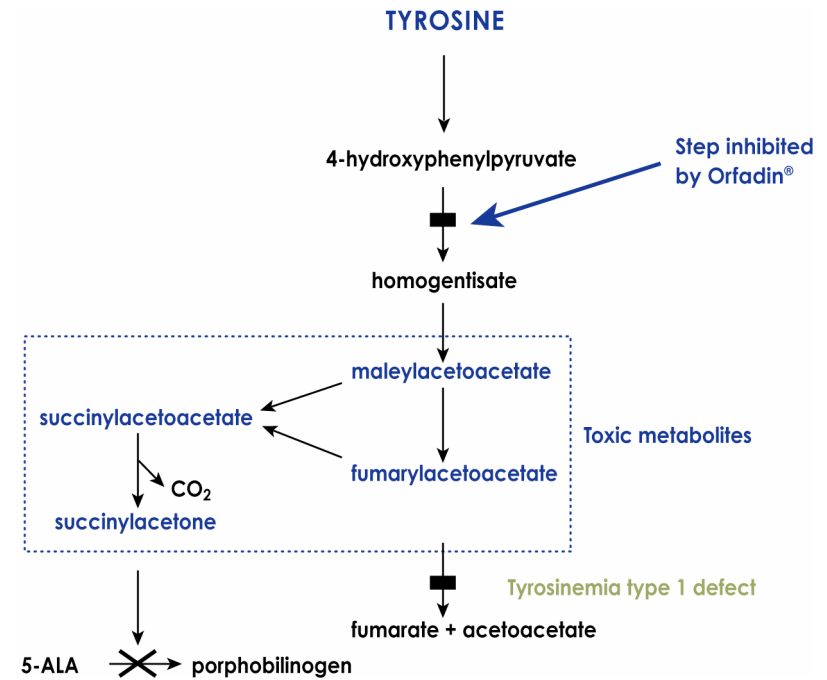 TYROSINE
4-hydroxyphenylpyruvate
Step inhibited
by Orfadin®
homogentisate
maleylacetoacetate
succinylacetoacetate
Toxic metabolites
fumarylacetoacetate
CO₂
succinylacetone
Tyrosinemia type 1 defect
fumarate + acetoacetate
5-ALA
porphobilinogen